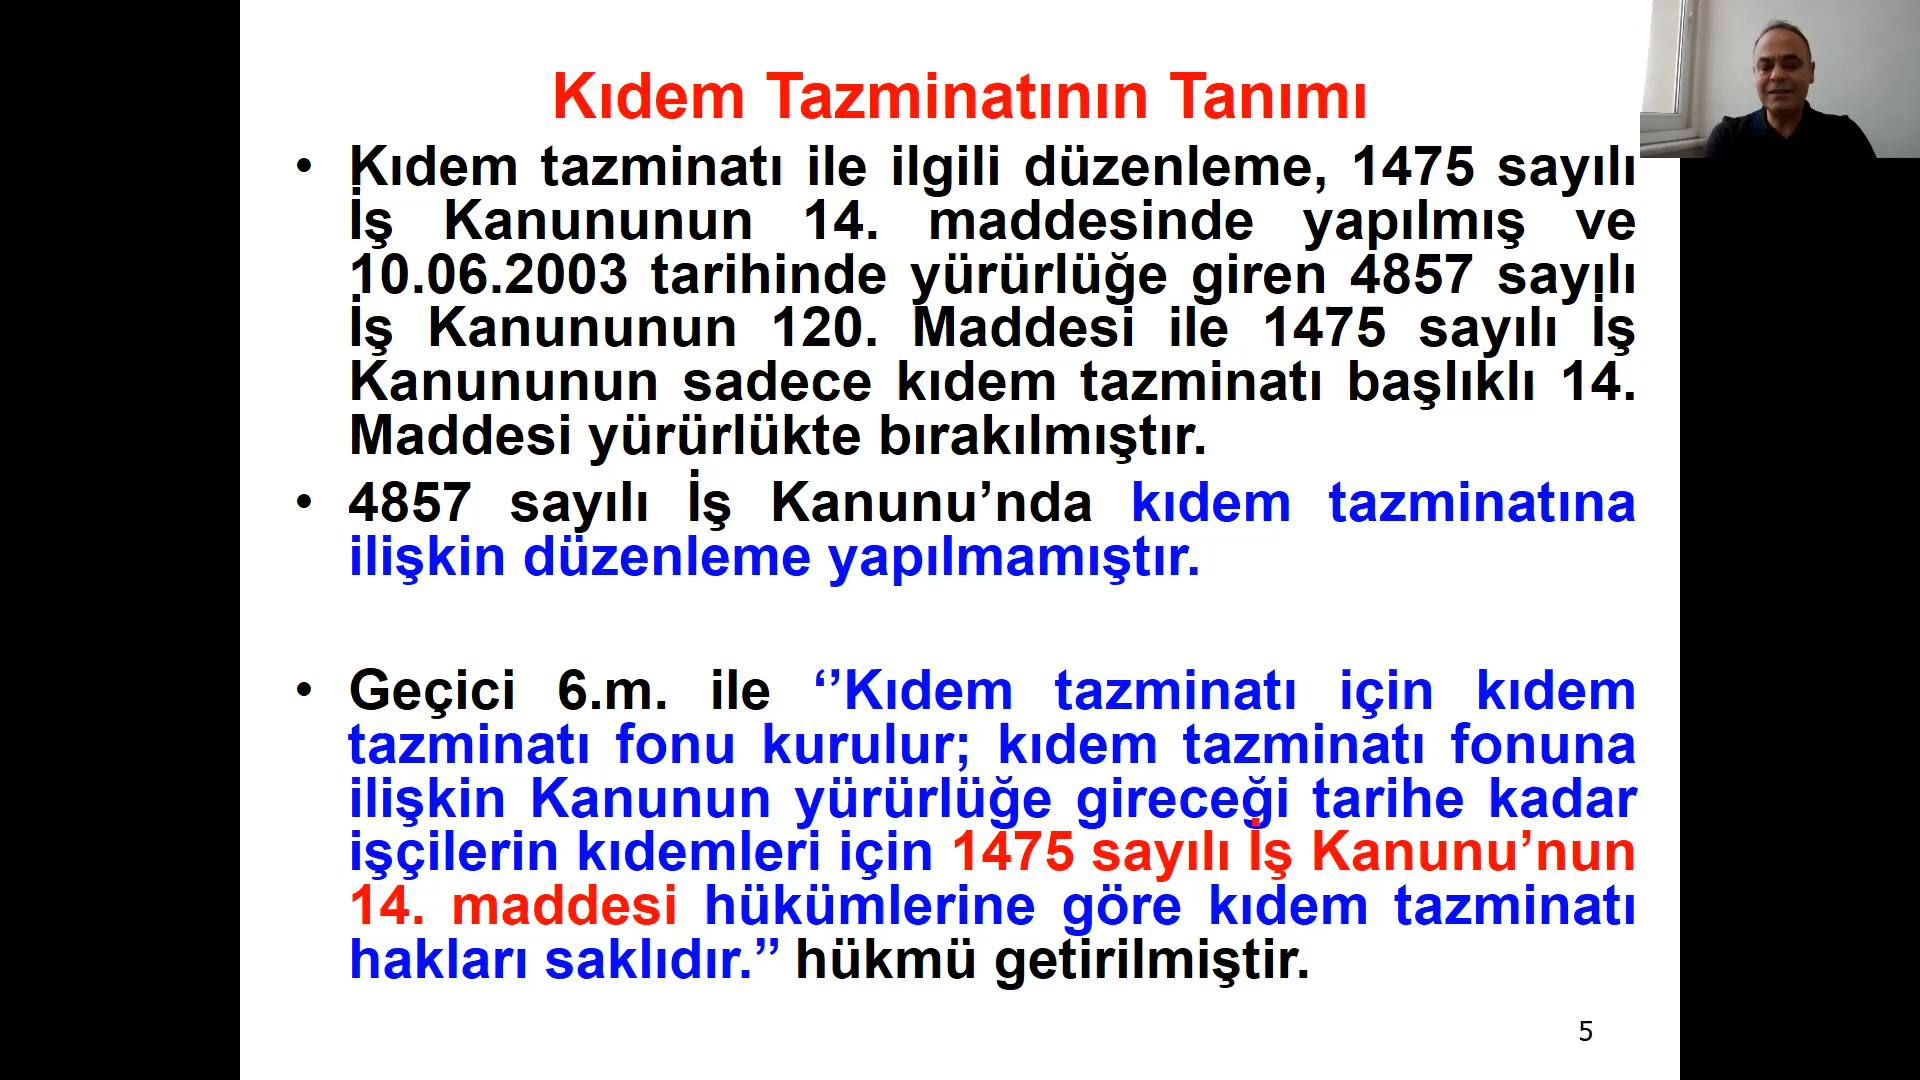 Kıdem Tazminatının Tanımı
• Kıdem tazminatı ile ilgili düzenleme, 1475 sayılı
İş Kanununun 14. maddesinde yapılmış ve
10.06.2003 tarihinde yürürlüğe giren 4857 sayılı
İş Kanununun 120. Maddesi ile 1475 sayılı İş
Kanununun sadece kıdem tazminatı başlıklı 14.
Maddesi yürürlükte bırakılmıştır.
• 4857 sayılı İş Kanunu’nda kıdem tazminatına
ilişkin düzenleme yapılmamıştır.
• Geçici 6.m. ile ‘’Kıdem tazminatı için kıdem
tazminatı fonu kurulur; kıdem tazminatı fonuna
ilişkin Kanunun yürürlüğe gireceği tarihe kadar
işçilerin kıdemleri için 1475 sayılı İş Kanunu’nun
14. maddesi hükümlerine göre kıdem tazminatı
hakları saklıdır.’’ hükmü getirilmiştir.
5